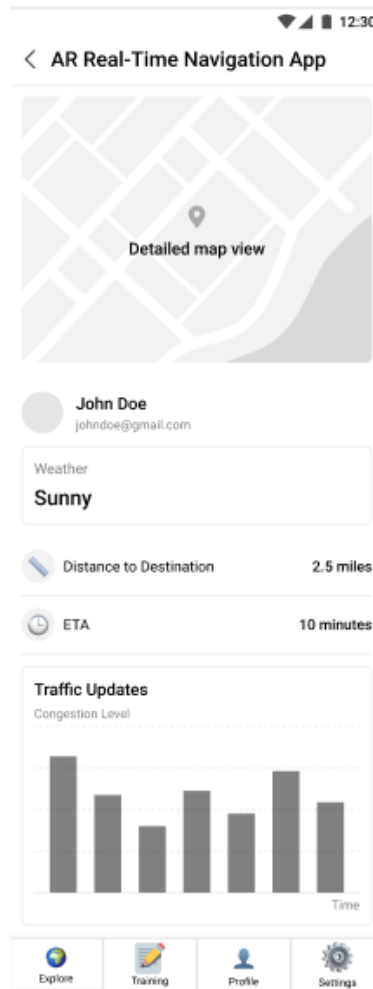 12:30
AR Real-Time Navigation App
Detailed map view
John Doe
johndoe@gmail.com
Weather
Sunny
Distance to Destination 2.5 miles
ETA 10 minutes
Traffic Updates
Congestion Level
Time
Explore Training Profile Settings